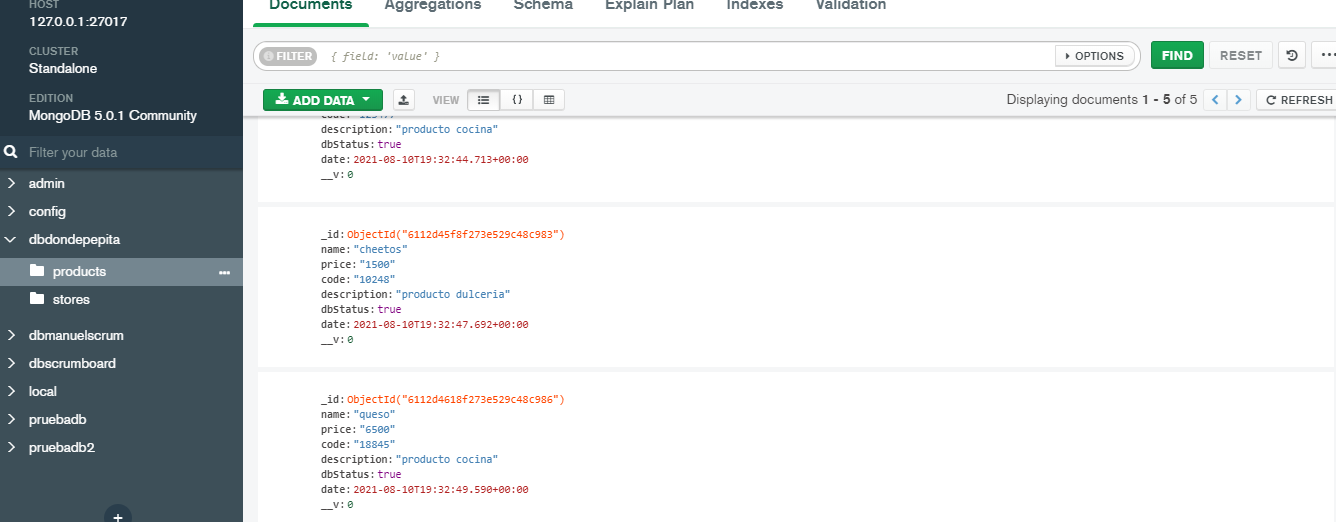 HOST
127.0.0.1:27017
CLUSTER
Standalone
EDITION
MongoDB 5.0.1 Community
Filter your data
admin
config
dbdondepepita
products
stores
dbmanuelscrum
dbscrumboard
local
pruebadb
pruebadb2
+
Documents Aggregations Schema Explain Plan Indexes Validation
FILTER { field: 'value' } OPTIONS FIND RESET
ADD DATA VIEW {} Displaying documents 1 - 5 of 5 < > REFRESH
description: "producto cocina"
dbStatus: true
date: 2021-08-10T19:32:44.713+00:00
__v: 0
_id: ObjectId("6112d45f8f273e529c48c983")
name: "cheetos"
price: "1500"
code: "10248"
description: "producto dulceria"
dbStatus: true
date: 2021-08-10T19:32:47.692+00:00
__v: 0
_id: ObjectId("6112d4618f273e529c48c986")
name: "queso"
price: "6500"
code: "18845"
description: "producto cocina"
dbStatus: true
date: 2021-08-10T19:32:49.590+00:00
__v: 0